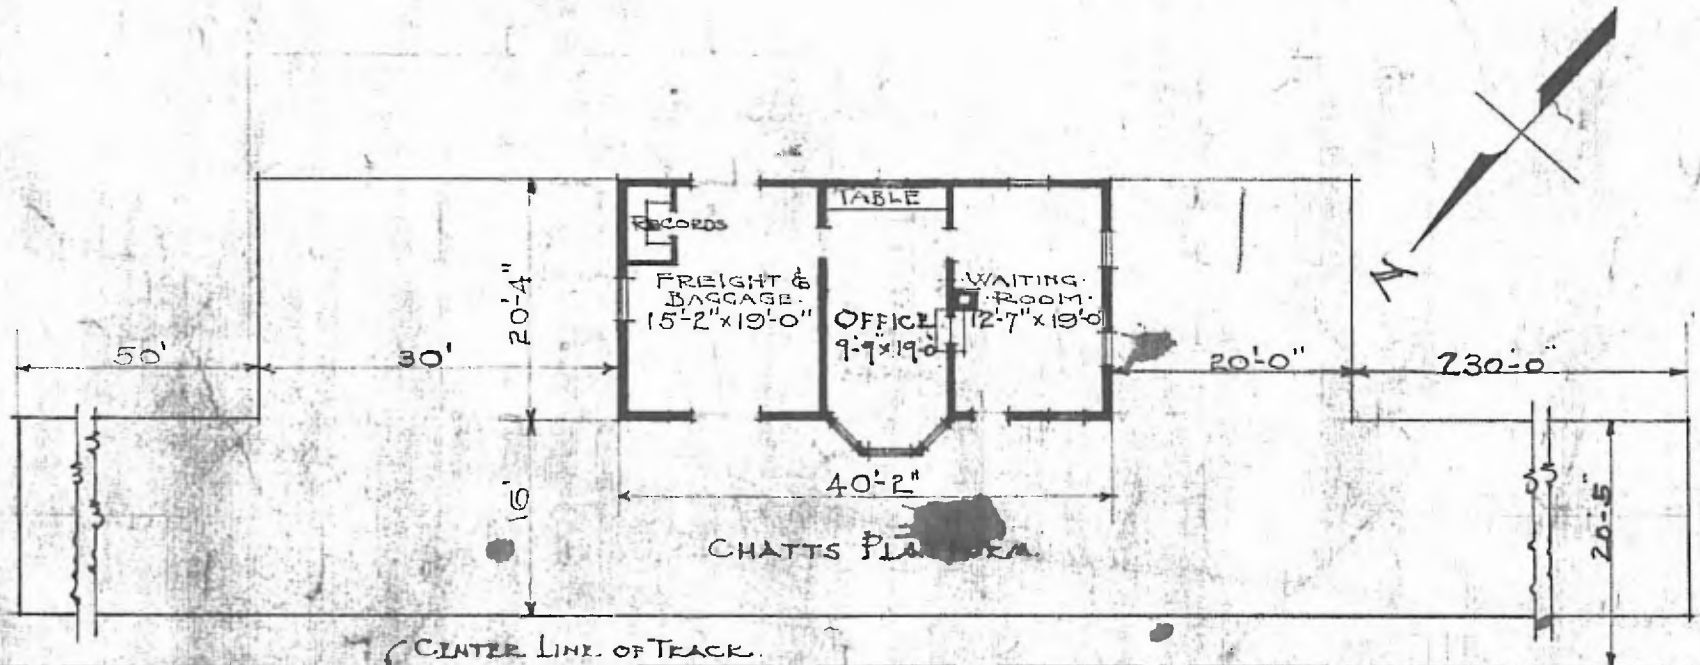 N
RECORDS
TABLE
FREIGHT &
BAGGAGE.
15'-2"x19'-0"
OFFICE
9'-9"x19'-0"
WAITING
ROOM.
12'-7"x19'-0
20'-4"
50'
30'
20'-0"
230'-0"
40'-2"
16'
20'-5"
CHATTS
CENTER LINE OF TRACK.